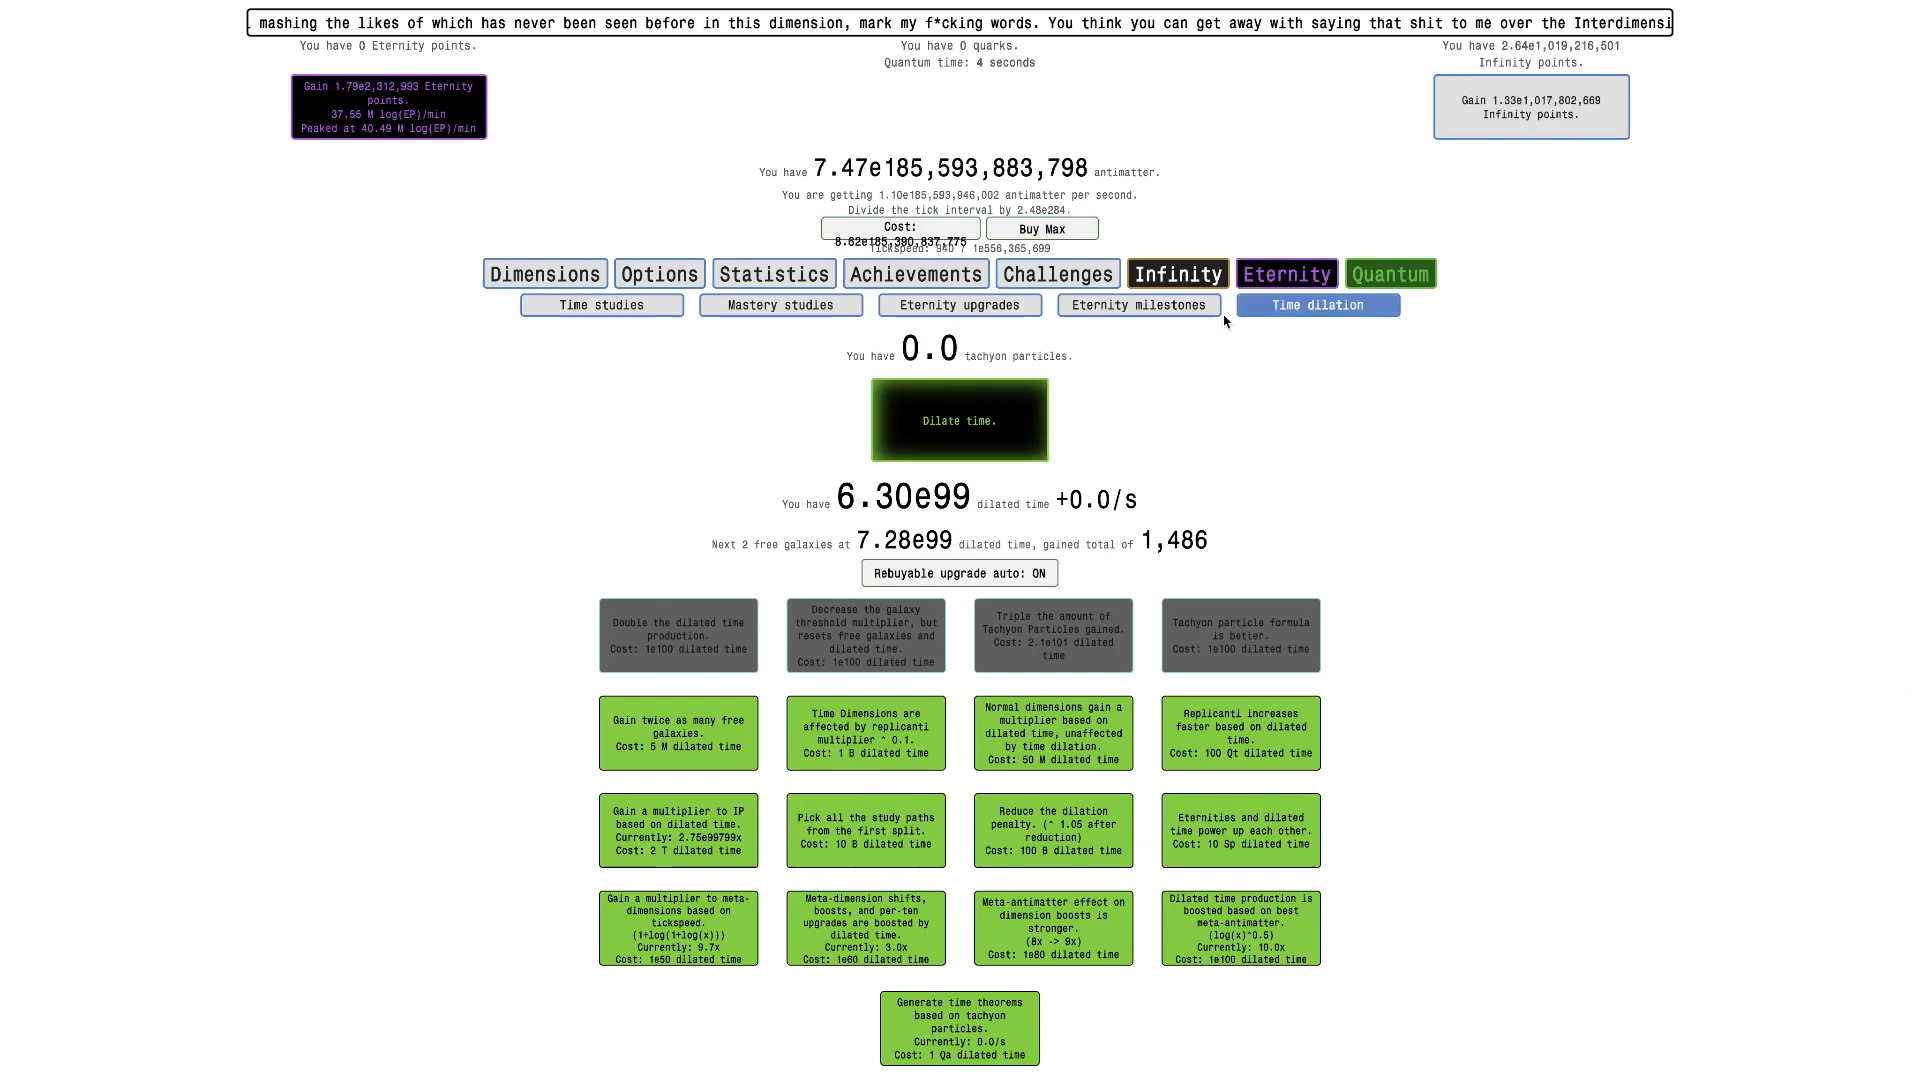 mashing the likes of which has never been seen before in this dimension, mark my f*cking words. You think you can get away with saying that shit to me over the Interdimensi
You have 0 Eternity points.
You have 0 quarks.
You have 2.64e1,019,216,501
Infinity points.
Quantum time: 4 seconds
Gain 1.79e2,312,993 Eternity
points.
37.55 M log(EP)/min
Peaked at 40.49 M log(EP)/min
Gain 1.33e1,017,802,669
Infinity points.
You have 7.47e185,593,883,798 antimatter.
You are getting 1.10e185,593,946,002 antimatter per second.
Divide the tick interval by 2.48e284.
Cost:
8.62e185,390,837,775
Buy Max
Tickspeed: 940 / 1e556,365,699
Dimensions
Options
Statistics
Achievements
Challenges
Infinity
Eternity
Quantum
Time studies
Mastery studies
Eternity upgrades
Eternity milestones
Time dilation
You have 0.0 tachyon particles.
Dilate time.
You have 6.30e99 dilated time +0.0/s
Next 2 free galaxies at 7.28e99 dilated time, gained total of 1,486
Rebuyable upgrade auto: ON
Double the dilated time
production.
Cost: 1e100 dilated time
Decrease the galaxy
threshold multiplier, but
resets free galaxies and
dilated time.
Cost: 1e100 dilated time
Triple the amount of
Tachyon Particles gained.
Cost: 2.1e101 dilated
time
Tachyon particle formula
is better.
Cost: 1e100 dilated time
Gain twice as many free
galaxies.
Cost: 5 M dilated time
Time Dimensions are
affected by replicanti
multiplier ^ 0.1.
Cost: 1 B dilated time
Normal dimensions gain a
multiplier based on
dilated time, unaffected
by time dilation.
Cost: 50 M dilated time
Replicanti increases
faster based on dilated
time.
Cost: 100 Qt dilated time
Gain a multiplier to IP
based on dilated time.
Currently: 2.75e99799x
Cost: 2 T dilated time
Pick all the study paths
from the first split.
Cost: 10 B dilated time
Reduce the dilation
penalty. (^ 1.05 after
reduction)
Cost: 100 B dilated time
Eternities and dilated
time power up each other.
Cost: 10 Sp dilated time
Gain a multiplier to meta-
dimensions based on
tickspeed.
(1+log(1+log(x)))
Currently: 9.7x
Cost: 1e50 dilated time
Meta-dimension shifts,
boosts, and per-ten
upgrades are boosted by
dilated time.
Currently: 3.0x
Cost: 1e60 dilated time
Meta-antimatter effect on
dimension boosts is
stronger.
(8x -> 9x)
Cost: 1e80 dilated time
Dilated time production is
boosted based on best
meta-antimatter.
(log(x)^0.5)
Currently: 10.0x
Cost: 1e100 dilated time
Generate time theorems
based on tachyon
particles.
Currently: 0.0/s
Cost: 1 Qa dilated time